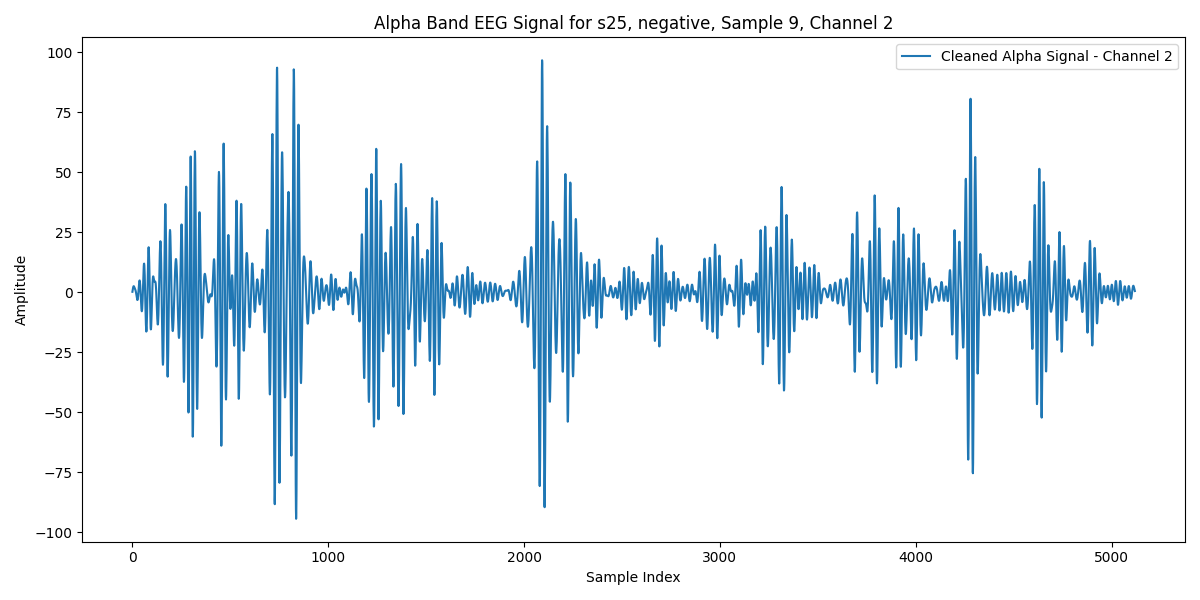 Alpha Band EEG Signal for s25, negative, Sample 9, Channel 2
Cleaned Alpha Signal - Channel 2
Amplitude
100
75
50
25
0
−25
−50
−75
−100
0 1000 2000 3000 4000 5000
Sample Index